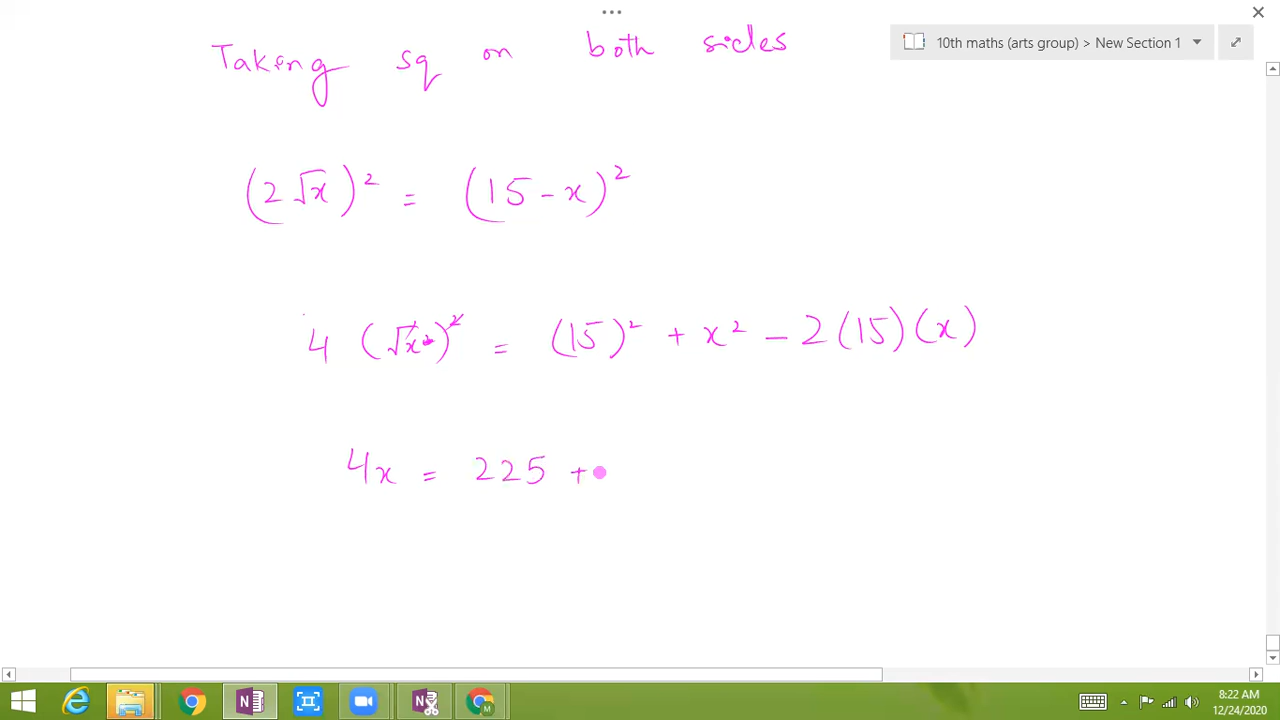 10th maths (arts group) > New Section 1
Taking sq on both sides
(2√x)² = (15-x)²
4 (√x²)² = (15)² + x² - 2(15)(x)
4x = 225 +
8:22 AM
12/24/2020